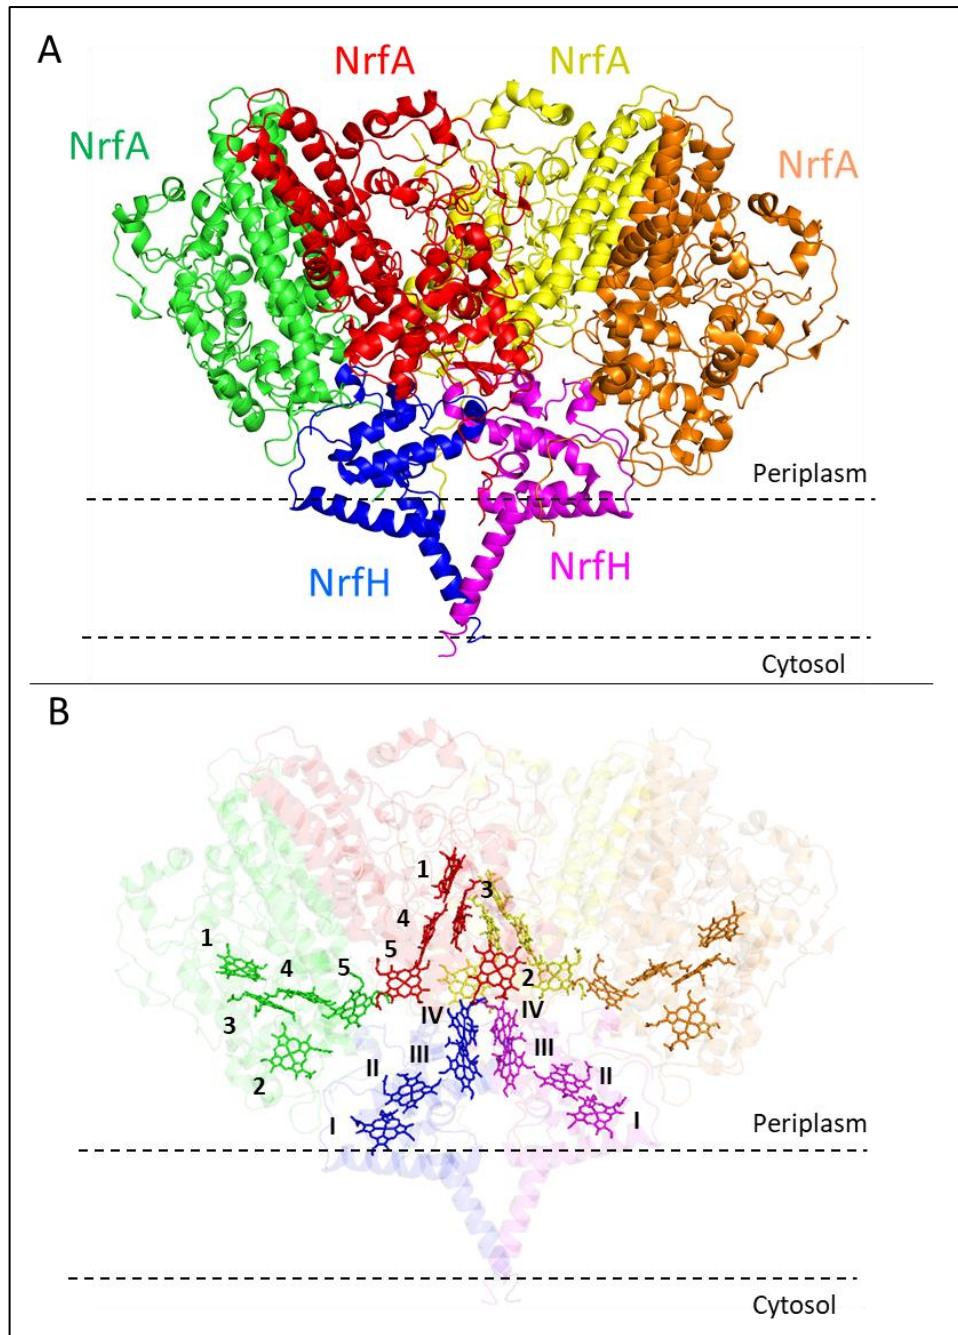 A
NrfA
NrfA
NrfA
NrfA
Periplasm
NrfH
NrfH
Cytosol
B
1
3
4
1
5
4
5
2
3
IV
IV
III
III
II
II
2
I
I
Periplasm
Cytosol